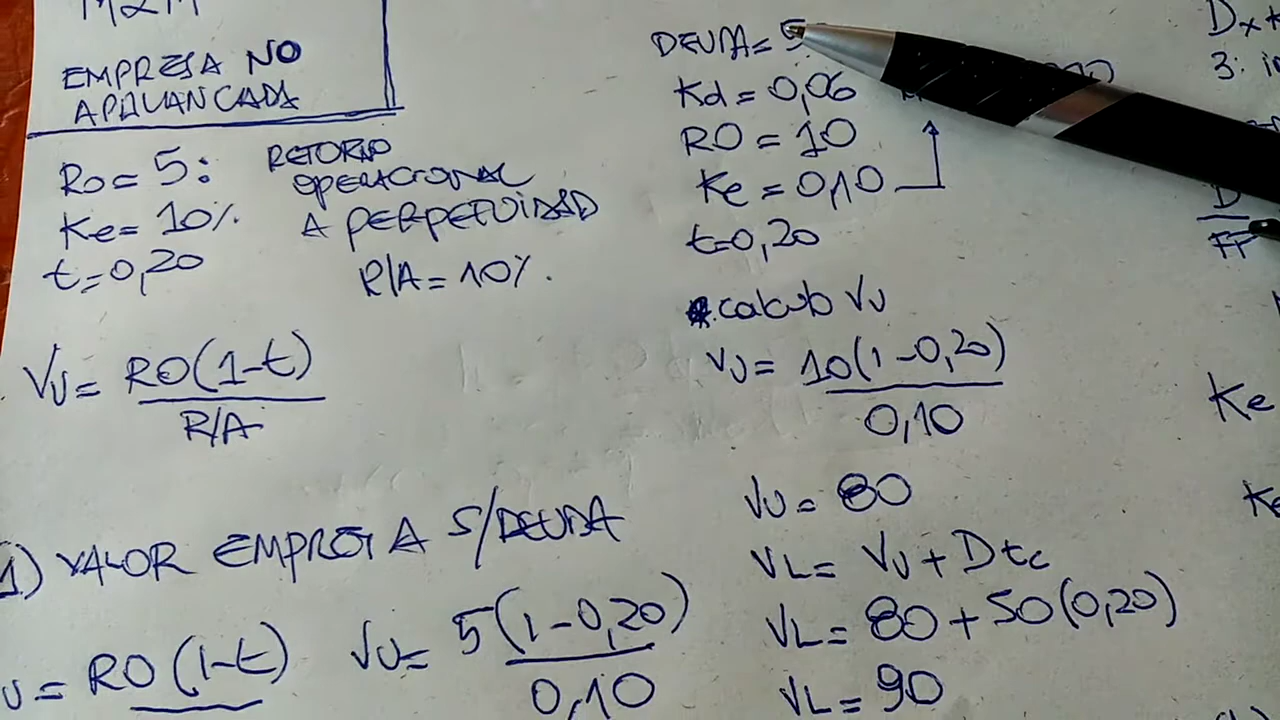 M2M
EMPRESA NO
APALANCADA
RO = 5:
RETORNO
OPERACIONAL
A PERPETUIDAD
Ke = 10%
t = 0,20
R/A = 10%.
VU = RO(1-t)
R/A
1) VALOR EMPRESA S/DEUDA
U = RO(1-t)
VU = 5(1-0,20)
0,10
DEUDA = 5
Kd = 0,06
RO = 10
Ke = 0,10
t=0,20
calculo VU
VU = 10(1-0,20)
0,10
VU = 80
VL = VU + Dtc
VL = 80 + 50(0,20)
VL = 90
3:
D
Ke